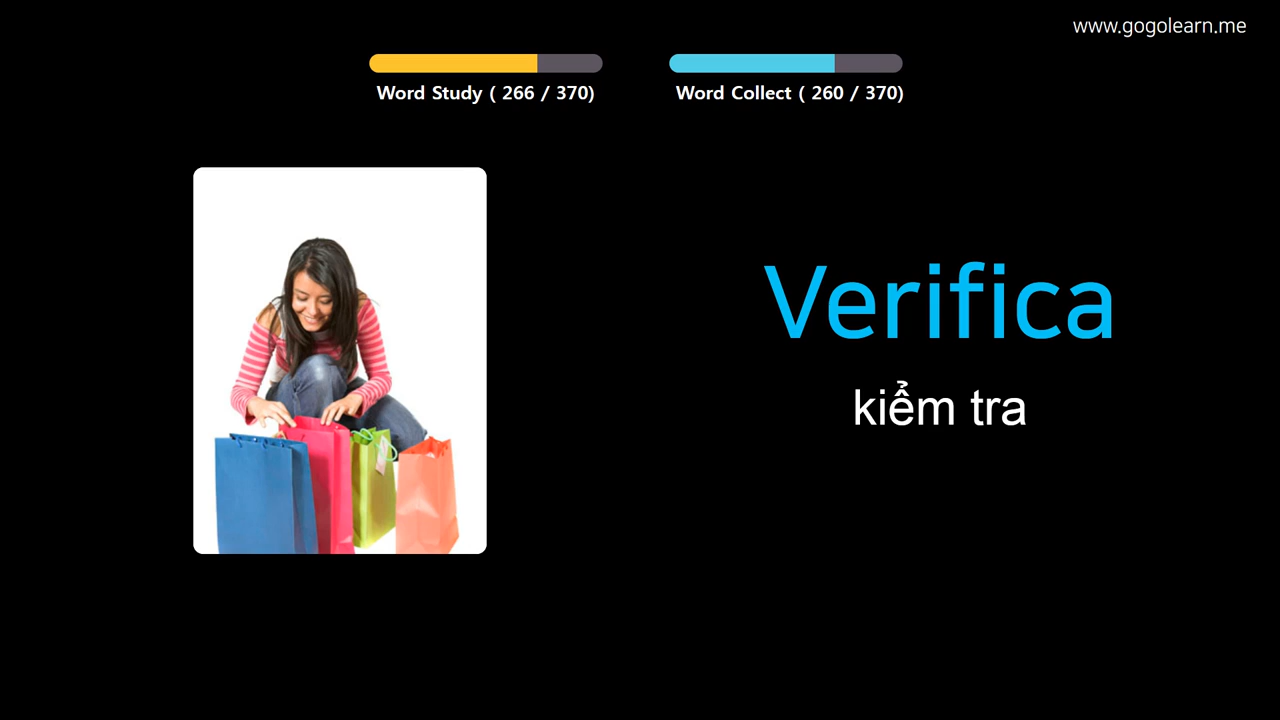 www.gogolearn.me
Word Study ( 266 / 370)
Word Collect ( 260 / 370)
Verifica
kiểm tra